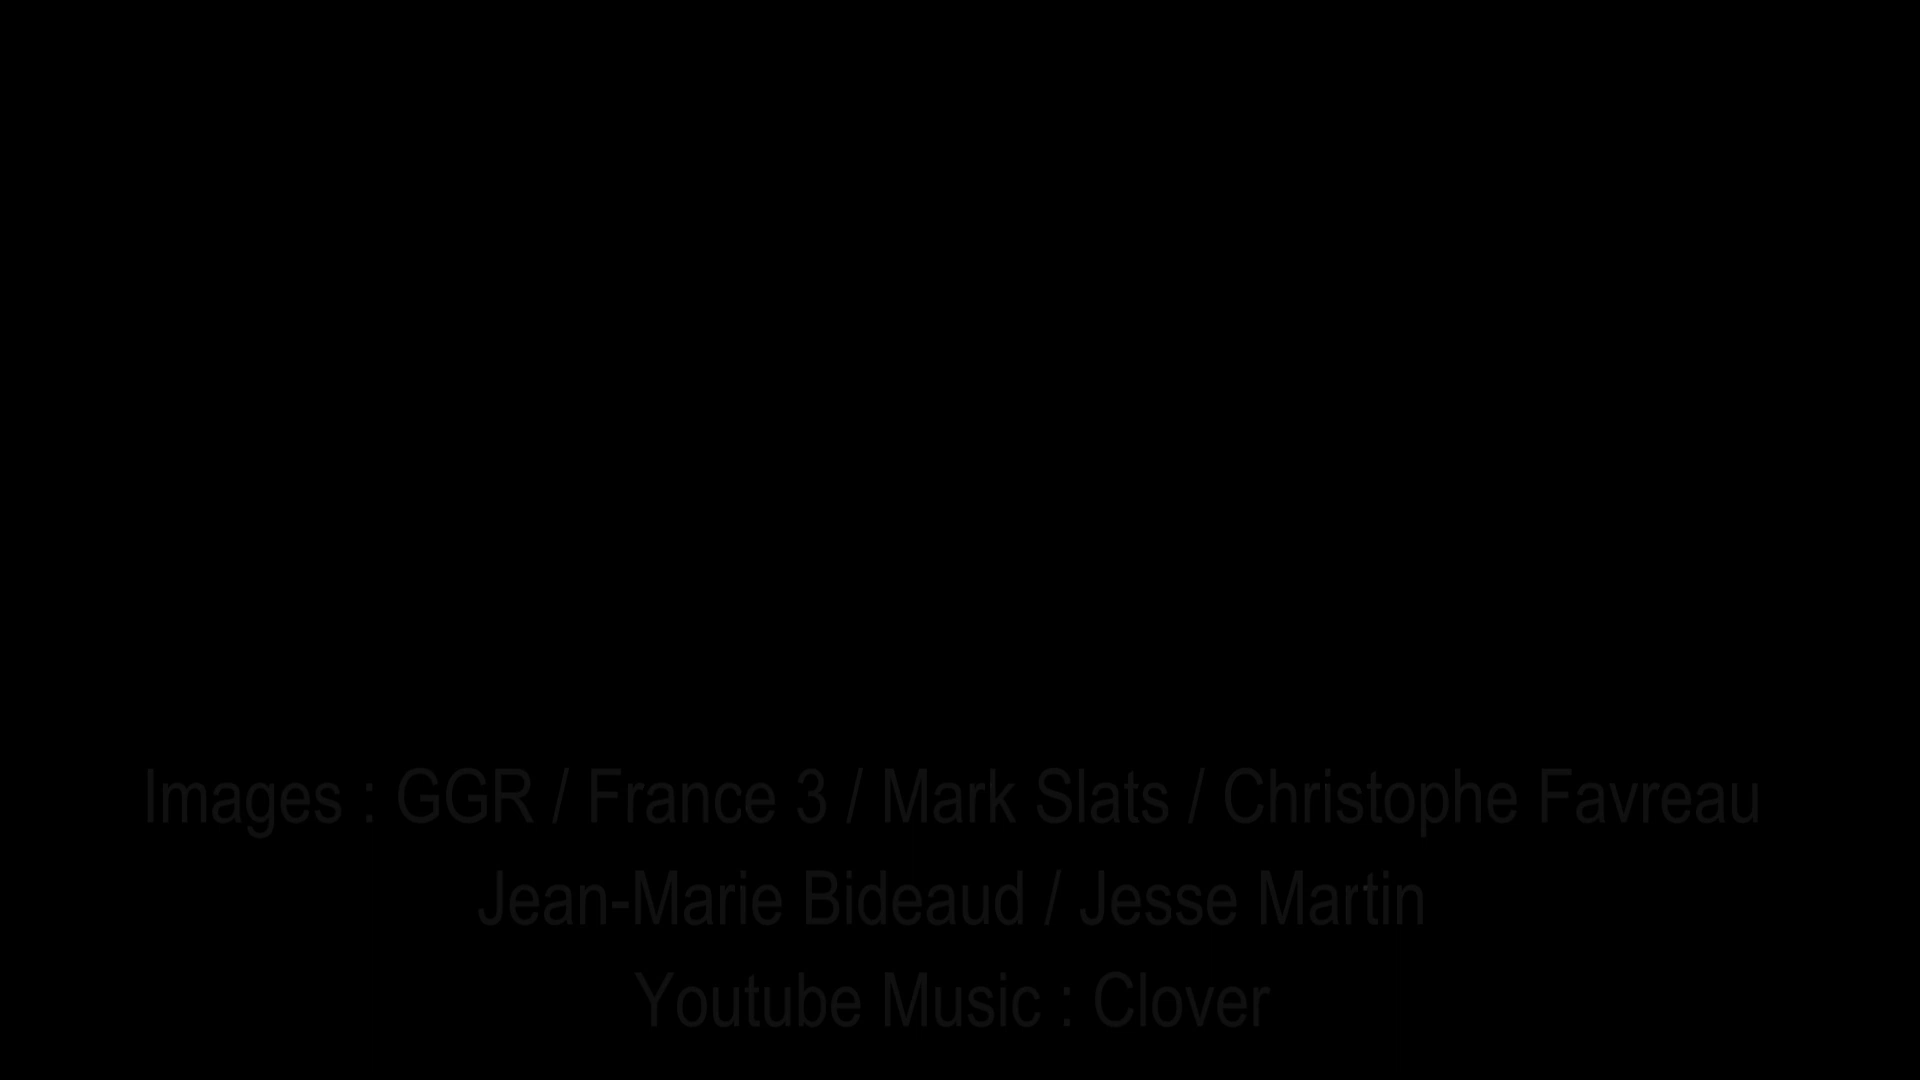 Images : GGR / France 3 / Mark Slats / Christophe Favreau
Jean-Marie Bideaud / Jesse Martin
Youtube Music : Clover